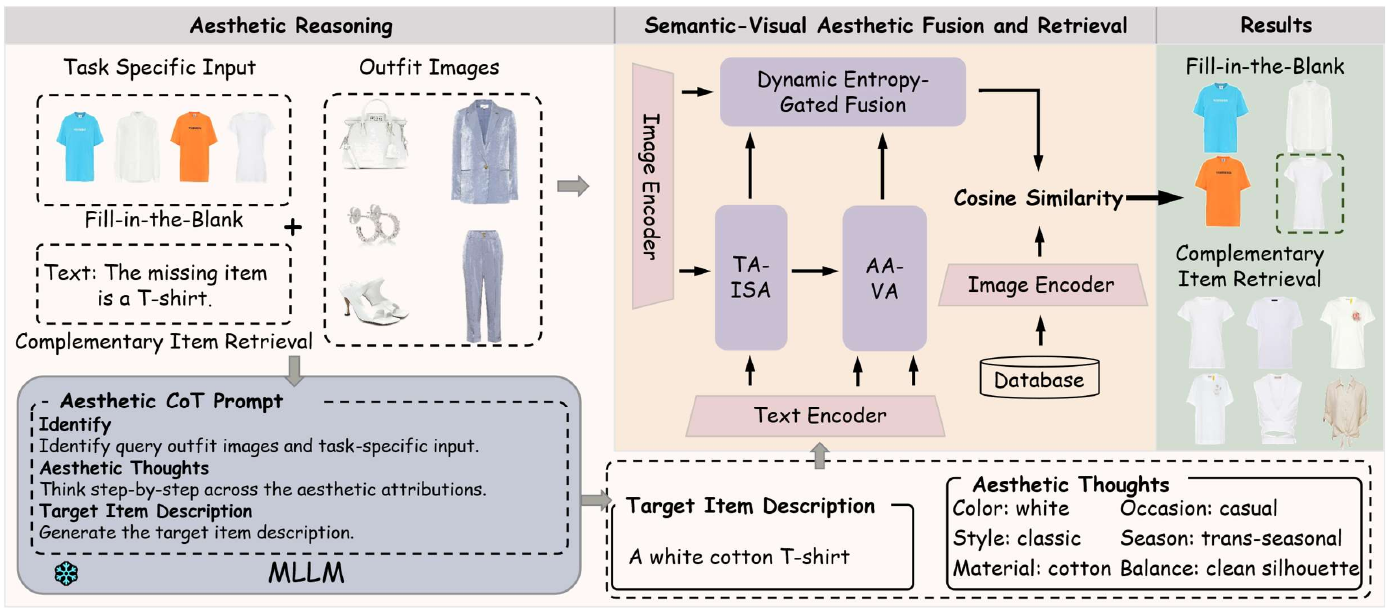 Aesthetic Reasoning
Semantic-Visual Aesthetic Fusion and Retrieval
Results
Task Specific Input
Outfit Images
Fill-in-the-Blank
+
Text: The missing item
is a T-shirt.
Complementary Item Retrieval
Aesthetic CoT Prompt
Identify
Identify query outfit images and task-specific input.
Aesthetic Thoughts
Think step-by-step across the aesthetic attributions.
Target Item Description
Generate the target item description.
MLLM
Image Encoder
Dynamic Entropy-
Gated Fusion
TA-
ISA
AA-
VA
Text Encoder
Cosine Similarity
Image Encoder
Database
Fill-in-the-Blank
Complementary
Item Retrieval
Target Item Description
A white cotton T-shirt
Aesthetic Thoughts
Color: white
Occasion: casual
Style: classic
Season: trans-seasonal
Material: cotton
Balance: clean silhouette